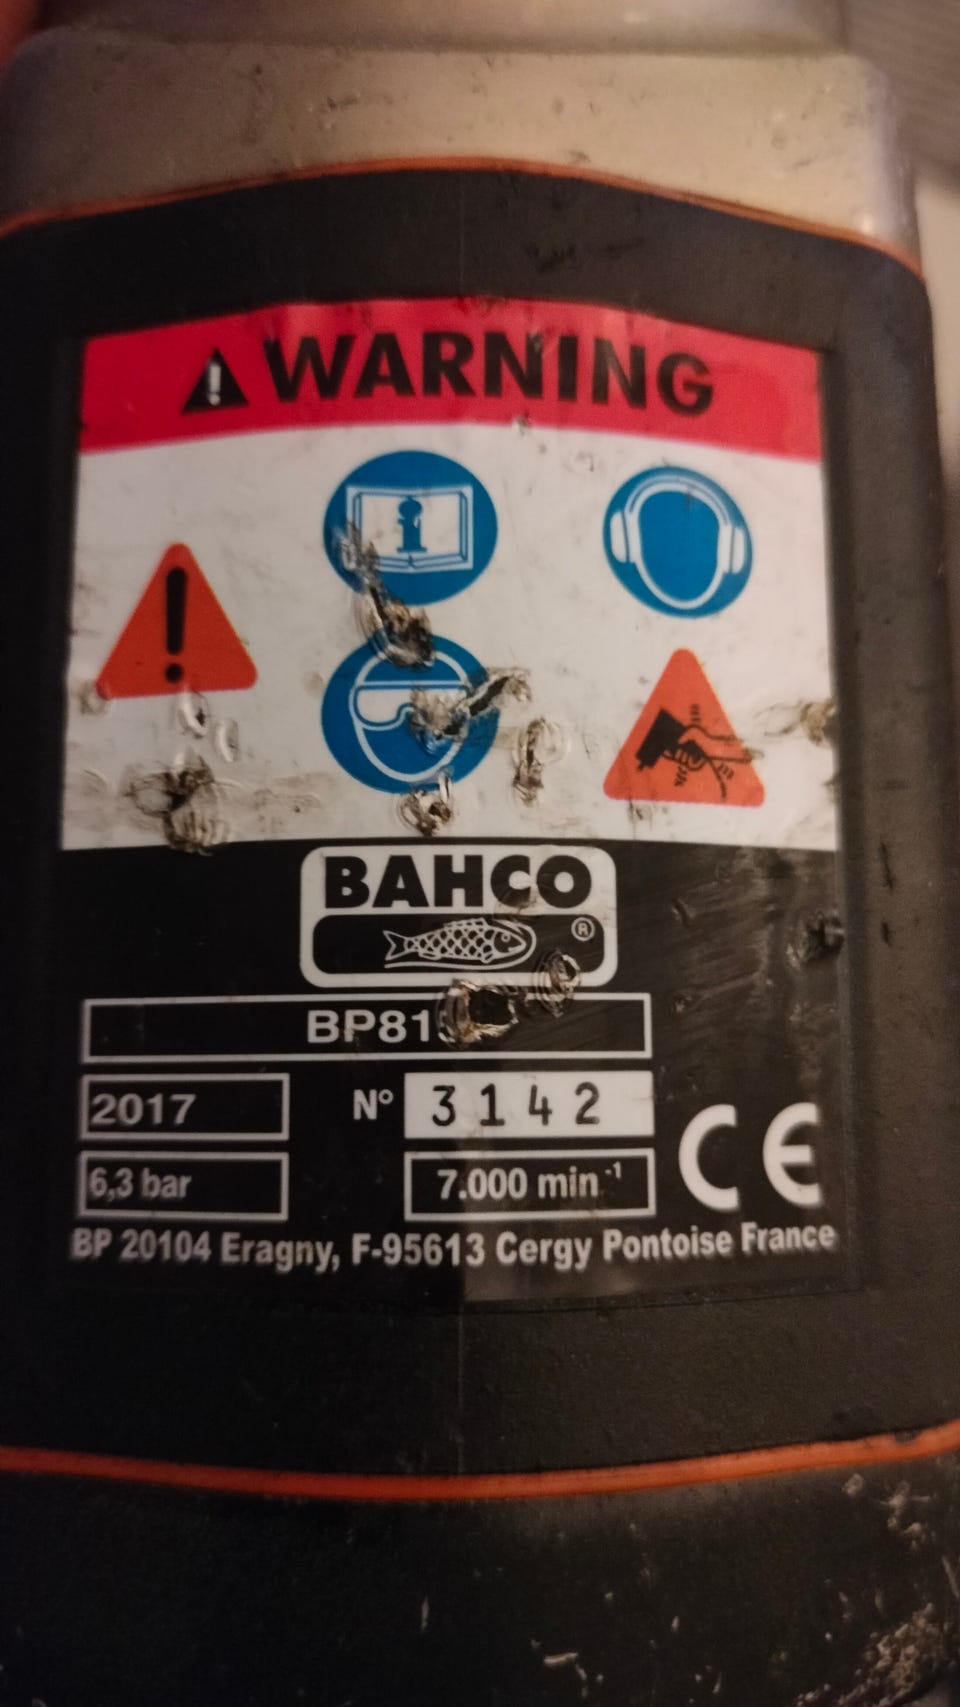 WARNING
BAHCO
®
2017
N° 3142
6,3 bar
7.000 min⁻¹
CE
BP 20104 Eragny, F-95613 Cergy Pontoise France